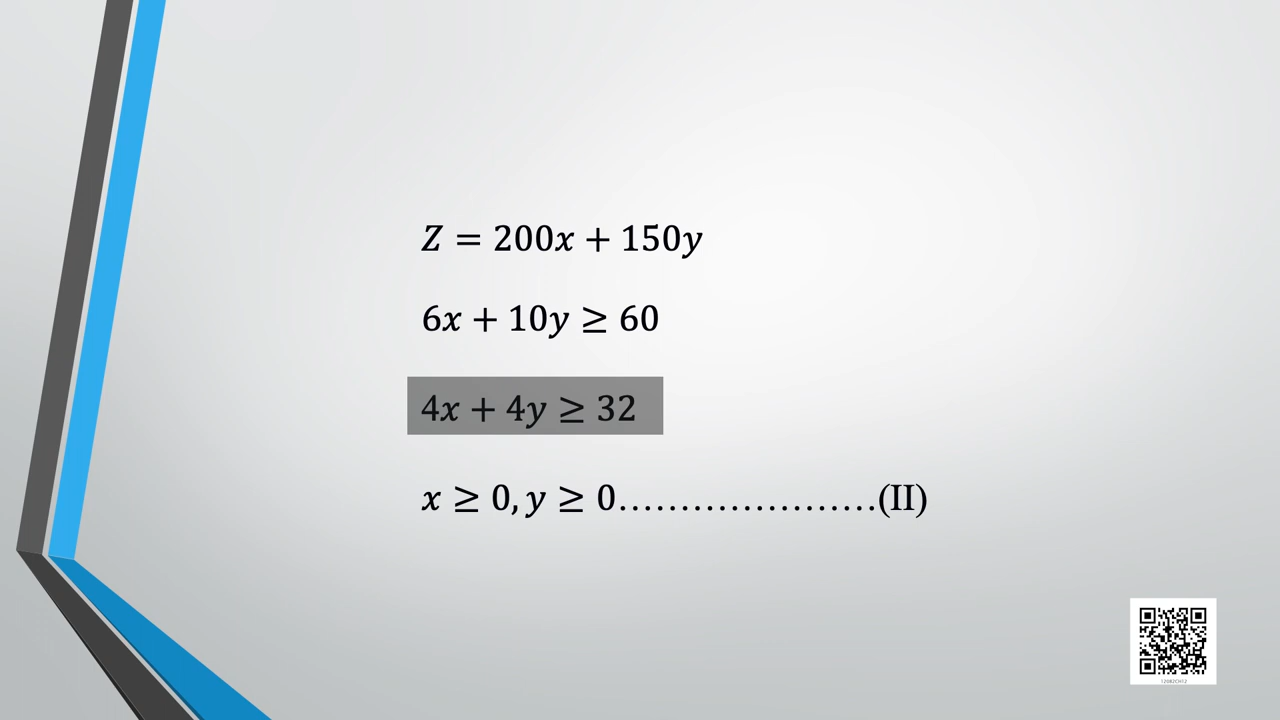 Z = 200x + 150y
6x + 10y ≥ 60
4x + 4y ≥ 32
x ≥ 0, y ≥ 0.....................(II)